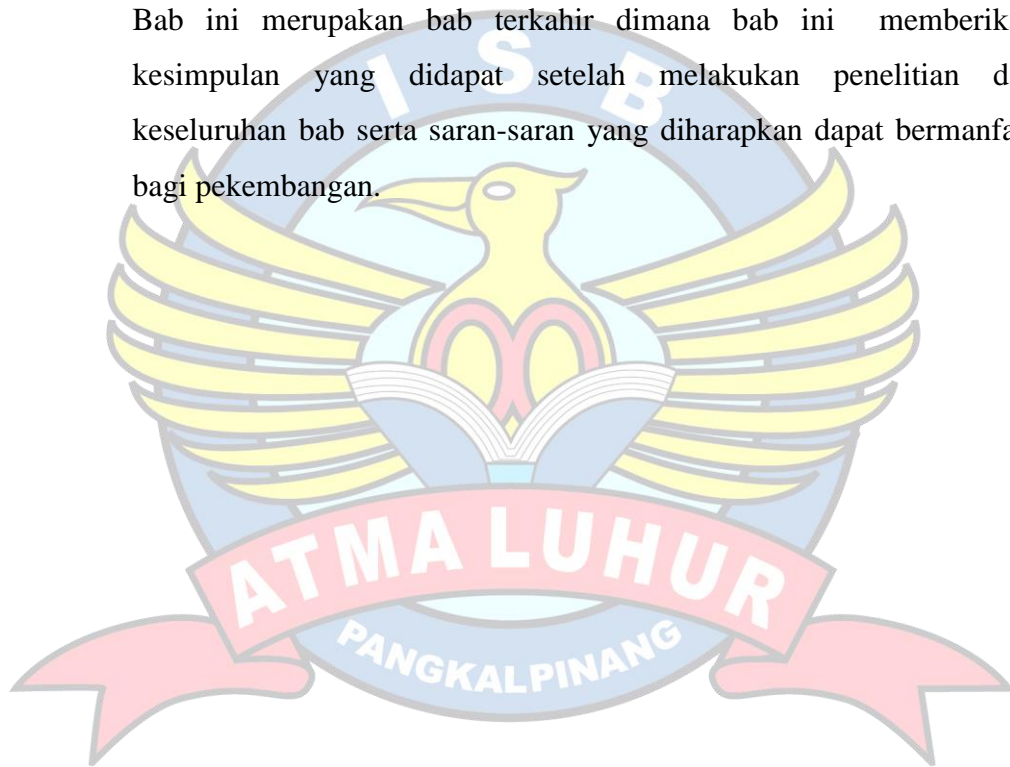 Bab ini merupakan bab terkahir dimana bab ini memberik
kesimpulan yang didapat setelah melakukan penelitian d
keseluruhan bab serta saran-saran yang diharapkan dapat bermanfa
bagi pekembangan.
I S B
ATMA LUHUR
PANGKALPINANG